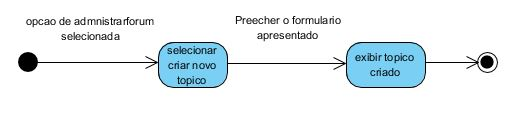 opcao de admnistrarforum
selecionada
Preecher o formulario
apresentado
selecionar
criar novo
topico
exibir topico
criado